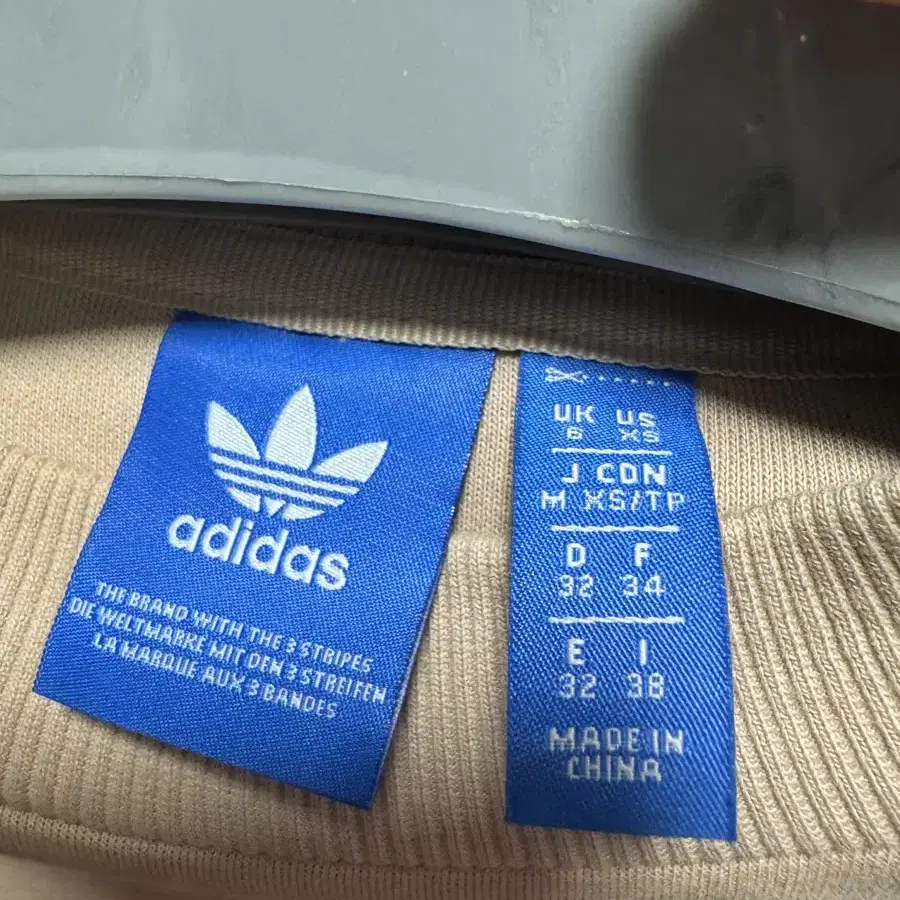 adidas
THE BRAND WITH THE 3 STRIPES
DIE WELTMARKE MIT DEN 3 STREIFEN
LA MARQUE AUX 3 BANDES
UK US
6 XS
J CDN
M XS/TP
D F
32 34
E I
32 38
MADE IN
CHINA